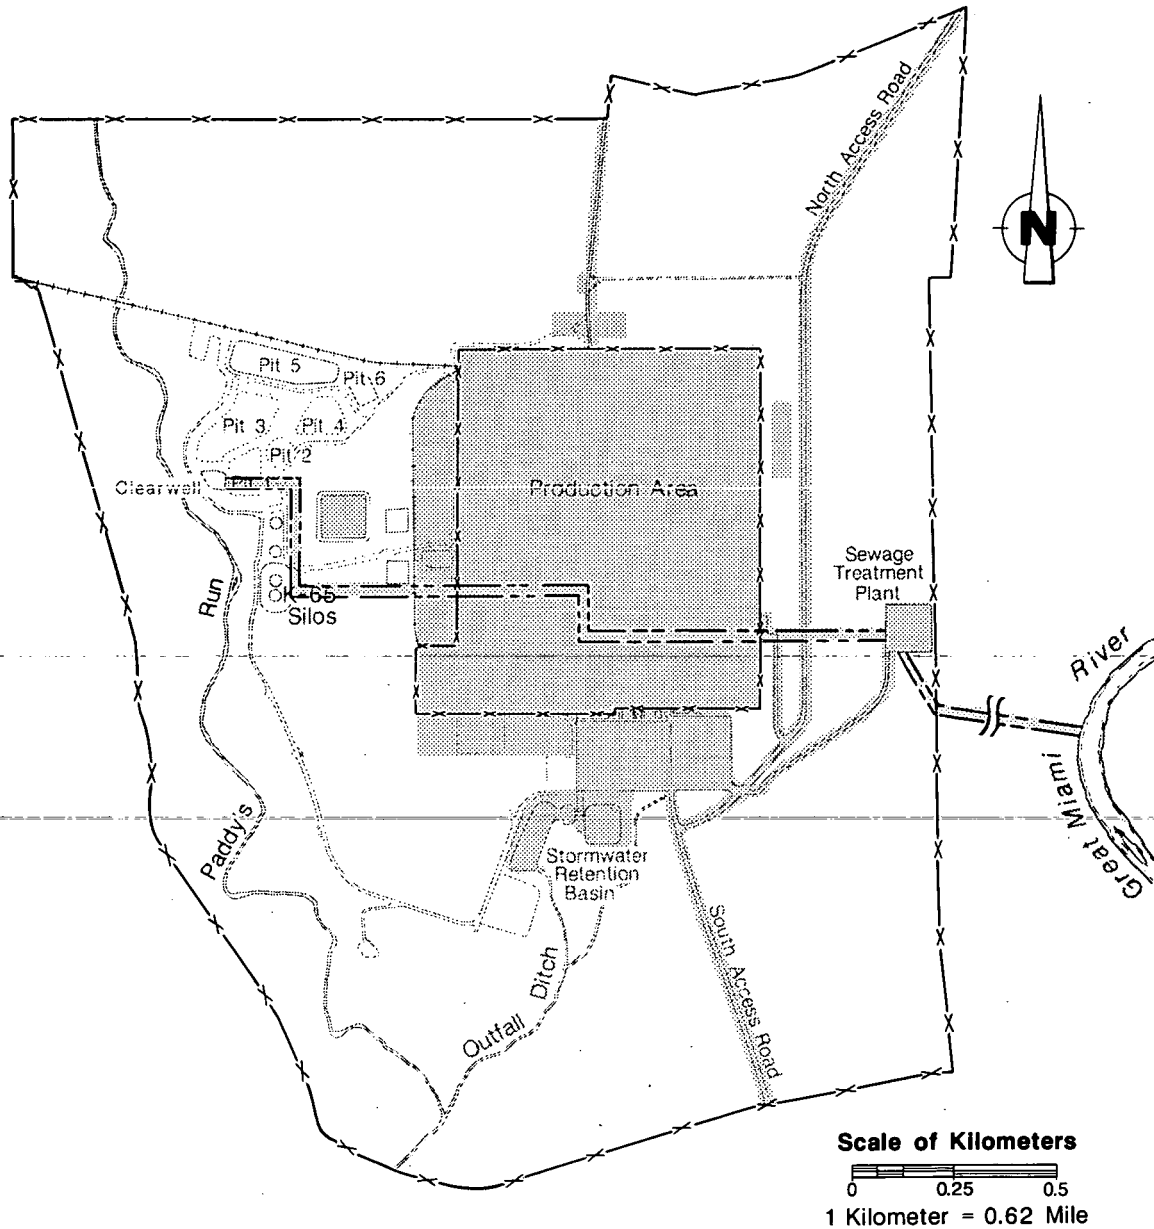 North Access Road
N
Pit 5
Pit 6
Pit 3
Pit 4
Pit 2
Pit 1
Clearwell
Production Area
Sewage
Treatment
Plant
K-65
Silos
Paddy's Run
Great Miami River
Stormwater
Retention
Basin
Outfall Ditch
South Access Road
Scale of Kilometers
0 0.25 0.5
1 Kilometer = 0.62 Mile